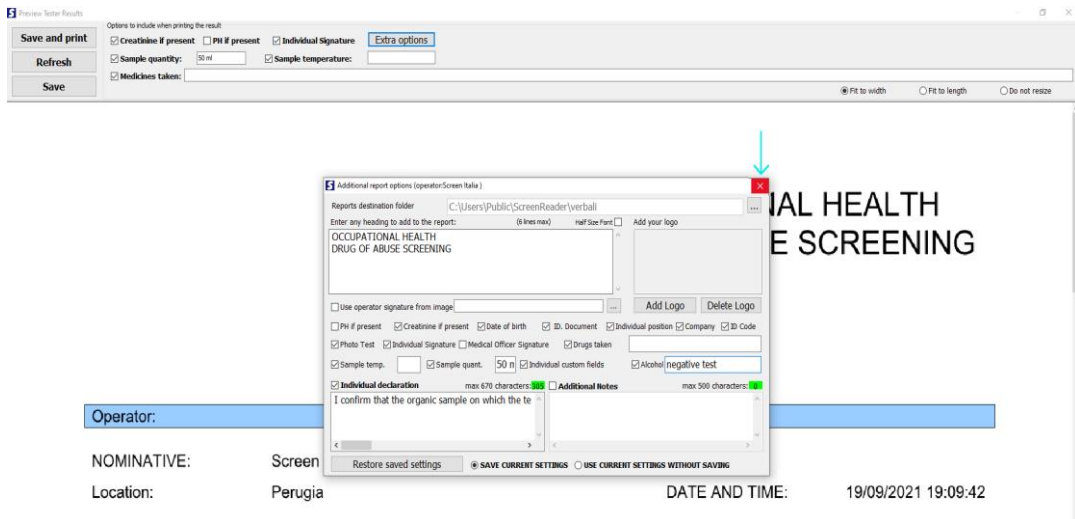 Preview Tester Results
Options to include when printing the result
Save and print
Creatinine if present PH if present Individual Signature Extra options
Refresh
Sample quantity: 50 ml Sample temperature:
Medicines taken:
Save
Fit to width Fit to length Do not resize
Additional report options (operator:Screen Italia )
Reports destination folder C:\Users\Public\ScreenReader\verbali ...
Enter any heading to add to the report: (6 lines max) Half Size Font Add your logo
OCCUPATIONAL HEALTH
DRUG OF ABUSE SCREENING
AL HEALTH
E SCREENING
Use operator signature from image ... Add Logo Delete Logo
PH if present Creatinine if present Date of birth ID. Document Individual position Company ID Code
Photo Test Individual Signature Medical Officer Signature Drugs taken
Sample temp. Sample quant. 50 m Individual custom fields Alcohol negative test
Individual declaration max 670 characters: 305 Additional Notes max 500 characters: 0
I confirm that the organic sample on which the te
Restore saved settings SAVE CURRENT SETTINGS USE CURRENT SETTINGS WITHOUT SAVING
Operator:
NOMINATIVE: Screen
Location: Perugia DATE AND TIME: 19/09/2021 19:09:42